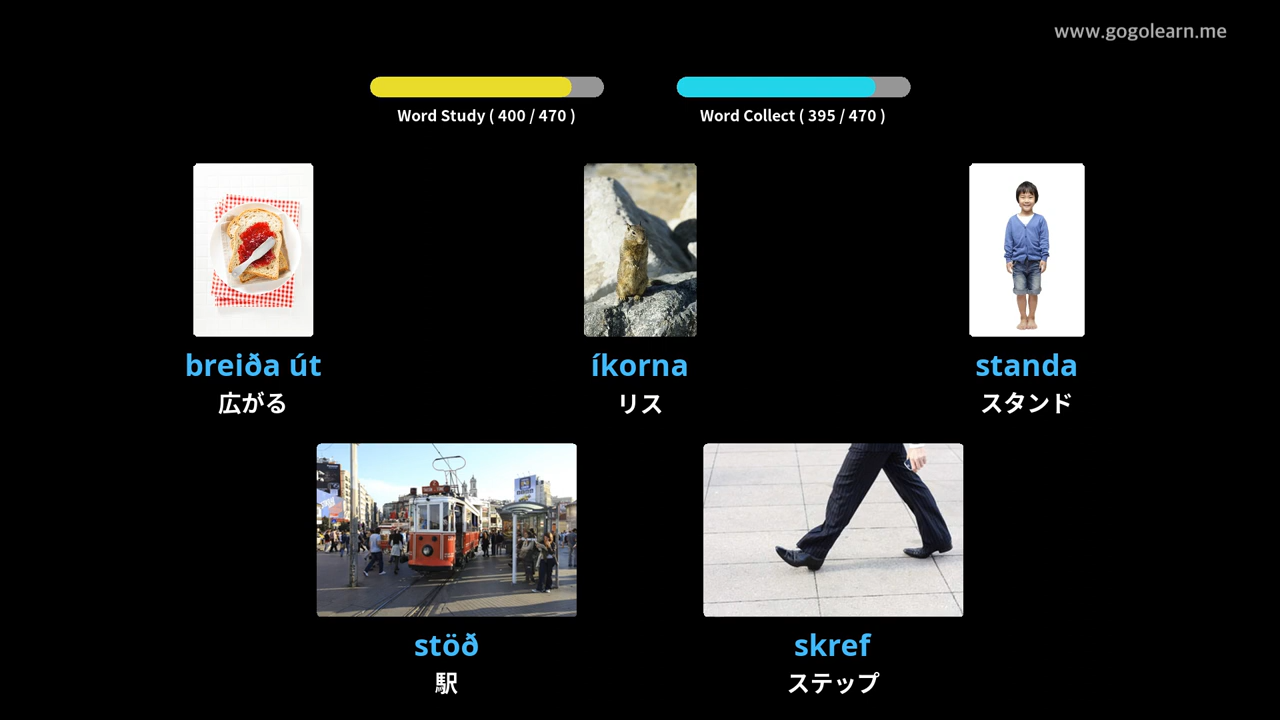 www.gogolearn.me
Word Study ( 400 / 470 )
Word Collect ( 395 / 470 )
breiða út
広がる
íkorna
リス
standa
スタンド
stöð
駅
skref
ステップ